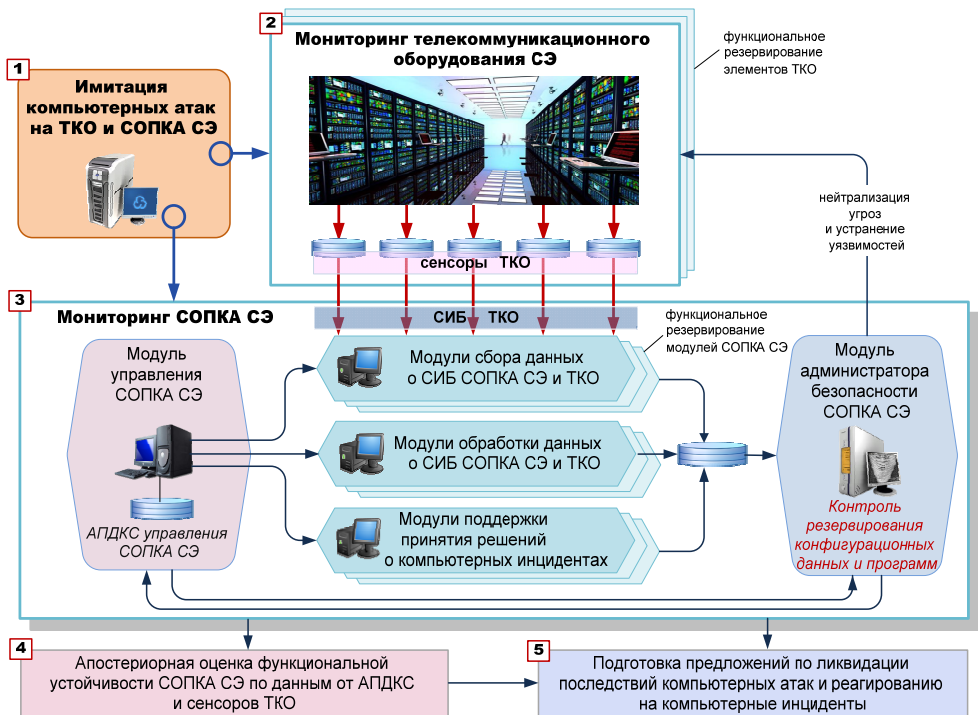 1
Имитация
компьютерных атак
на ТКО и СОПКА СЭ
2
Мониторинг телекоммуникационного
оборудования СЭ
функциональное
резервирование
элементов ТКО
сенсоры ТКО
нейтрализация
угроз
и устранение
уязвимостей
3
Мониторинг СОПКА СЭ
СИБ ТКО
функциональное
резервирование
модулей СОПКА СЭ
Модуль
управления
СОПКА СЭ
АПДКС управления
СОПКА СЭ
Модули сбора данных
о СИБ СОПКА СЭ и ТКО
Модули обработки данных
о СИБ СОПКА СЭ и ТКО
Модули поддержки
принятия решений
о компьютерных инцидентах
Модуль
администратора
безопасности
СОПКА СЭ
Контроль
резервирования
конфигурационных
данных и программ
4
Апостериорная оценка функциональной
устойчивости СОПКА СЭ по данным от АПДКС
и сенсоров ТКО
5
Подготовка предложений по ликвидации
последствий компьютерных атак и реагированию
на компьютерные инциденты